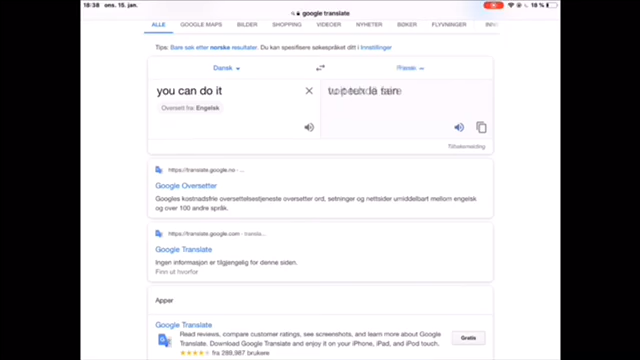 18:38 ons. 15. jan.
18 %
google translate
ALLE GOOGLE MAPS BILDER SHOPPING VIDEOER NYHETER BØKER FLYVNINGER
Tips: Bare søk etter norske resultater. Du kan spesifisere søkespråket ditt i Innstillinger
Dansk
you can do it
Oversett fra: Engelsk
Tilbakemelding
https://translate.google.no › ...
Google Oversetter
Googles kostnadsfrie oversettelsestjeneste oversetter ord, setninger og nettsider umiddelbart mellom engelsk
og over 100 andre språk.
https://translate.google.com › transla...
Google Translate
Ingen informasjon er tilgjengelig for denne siden.
Finn ut hvorfor
Apper
Google Translate
Read reviews, compare customer ratings, see screenshots, and learn more about Google
Translate. Download Google Translate and enjoy it on your iPhone, iPad, and iPod touch.
Gratis
fra 289,987 brukere